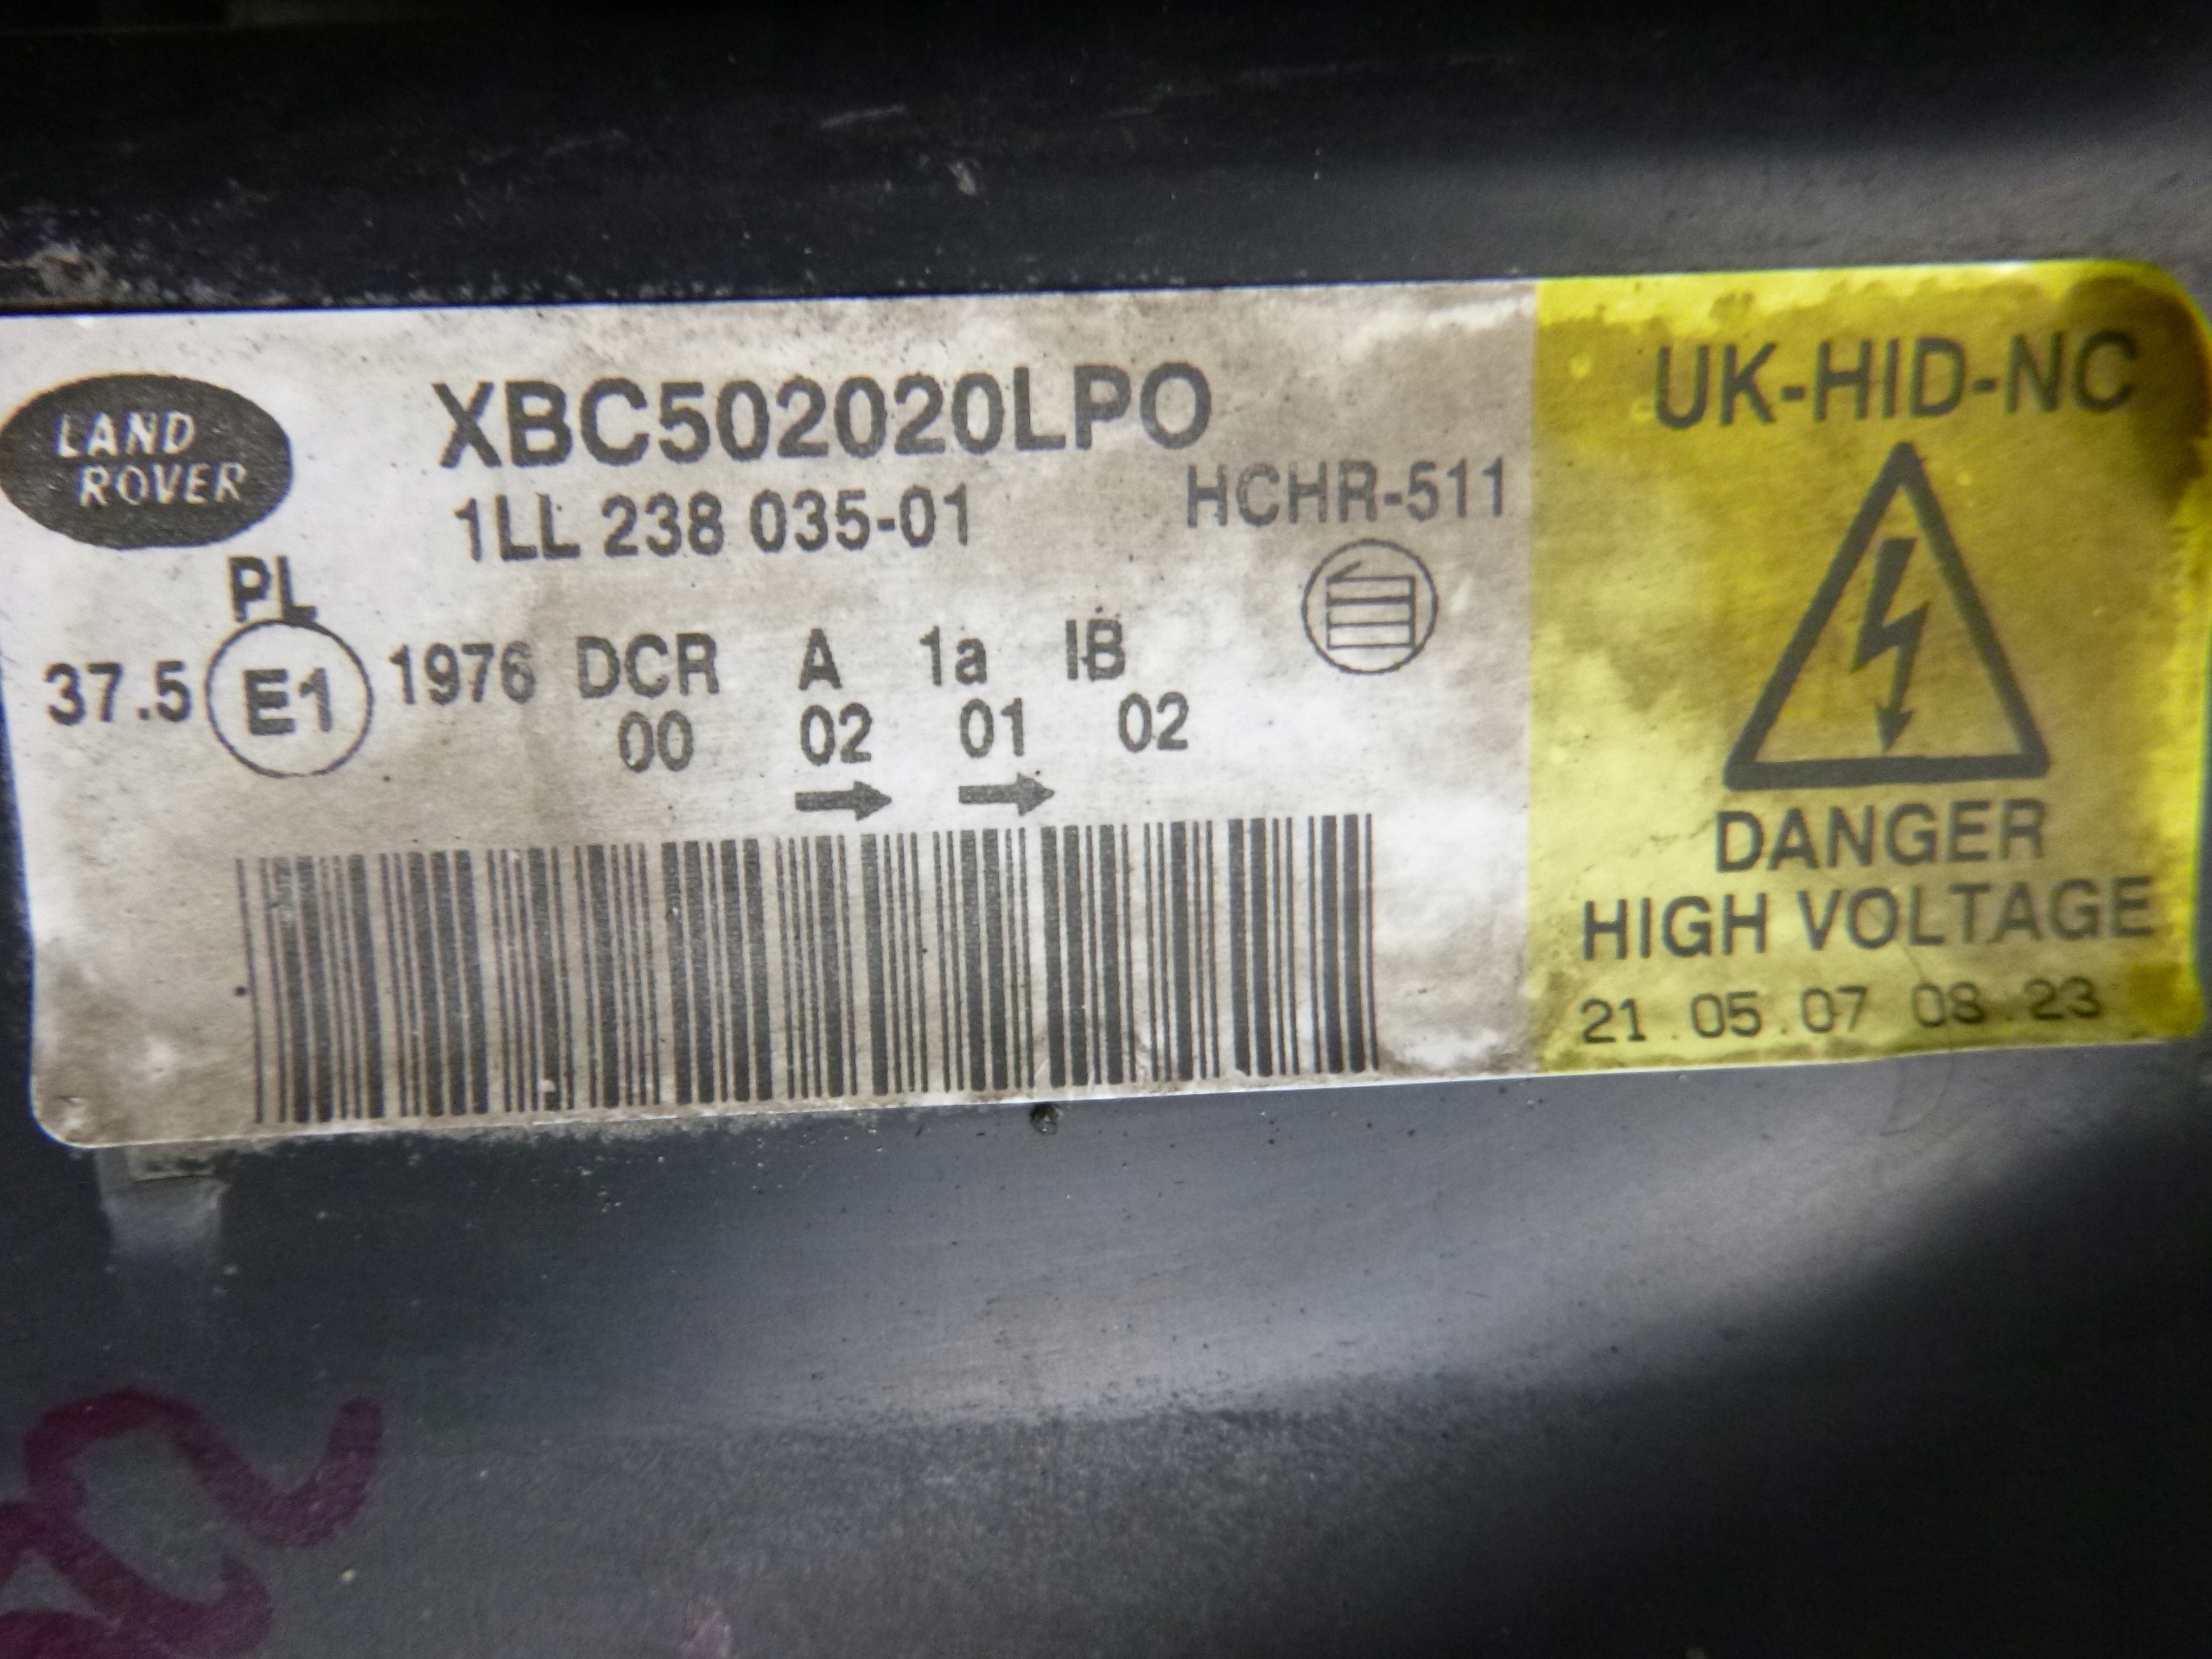 LAND
ROVER
XBC502020LPO
1LL 238 035-01
HCHR-511
PL
37.5 E1 1976 DCR A 1a IB
00 02 01 02
UK-HID-NC
DANGER
HIGH VOLTAGE
21.05.07 08.23